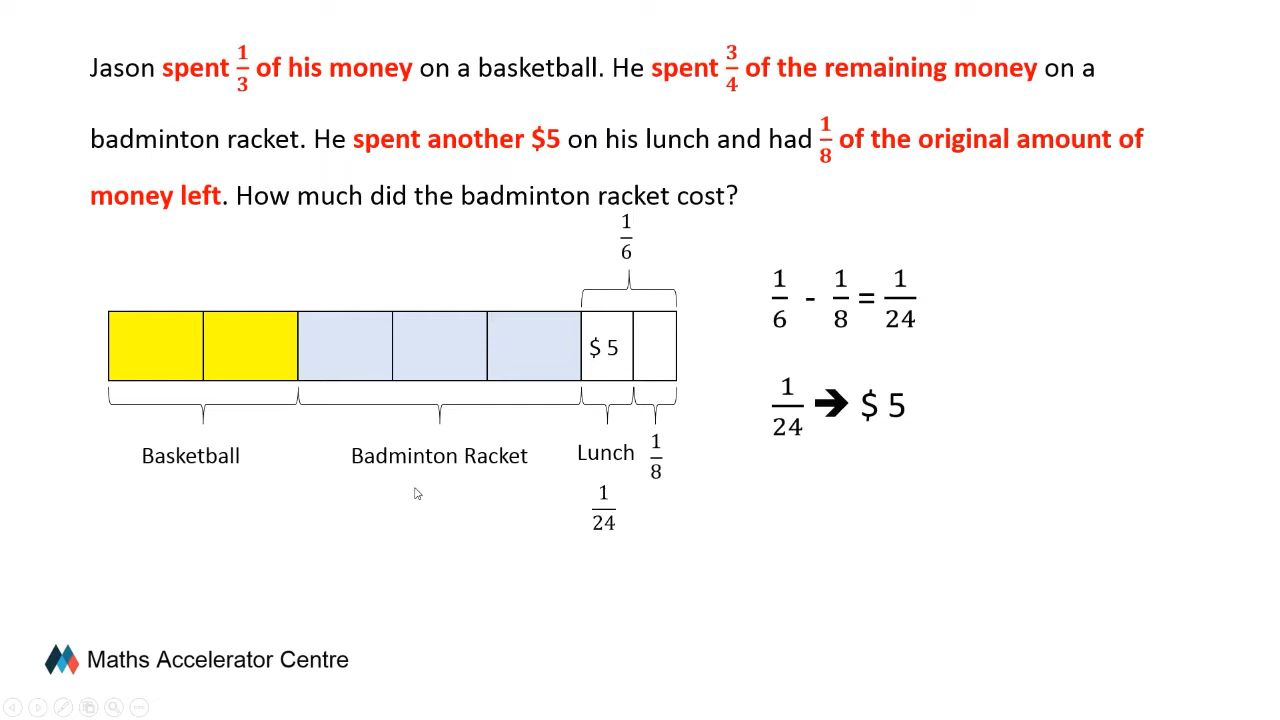 Jason spent 1/3 of his money on a basketball. He spent 3/4 of the remaining money on a
badminton racket. He spent another $5 on his lunch and had 1/8 of the original amount of
money left. How much did the badminton racket cost?
1/6
1/6 - 1/8 = 1/24
$ 5
1/24 🡺 $ 5
Basketball
Badminton Racket
Lunch
1/8
1/24
Maths Accelerator Centre